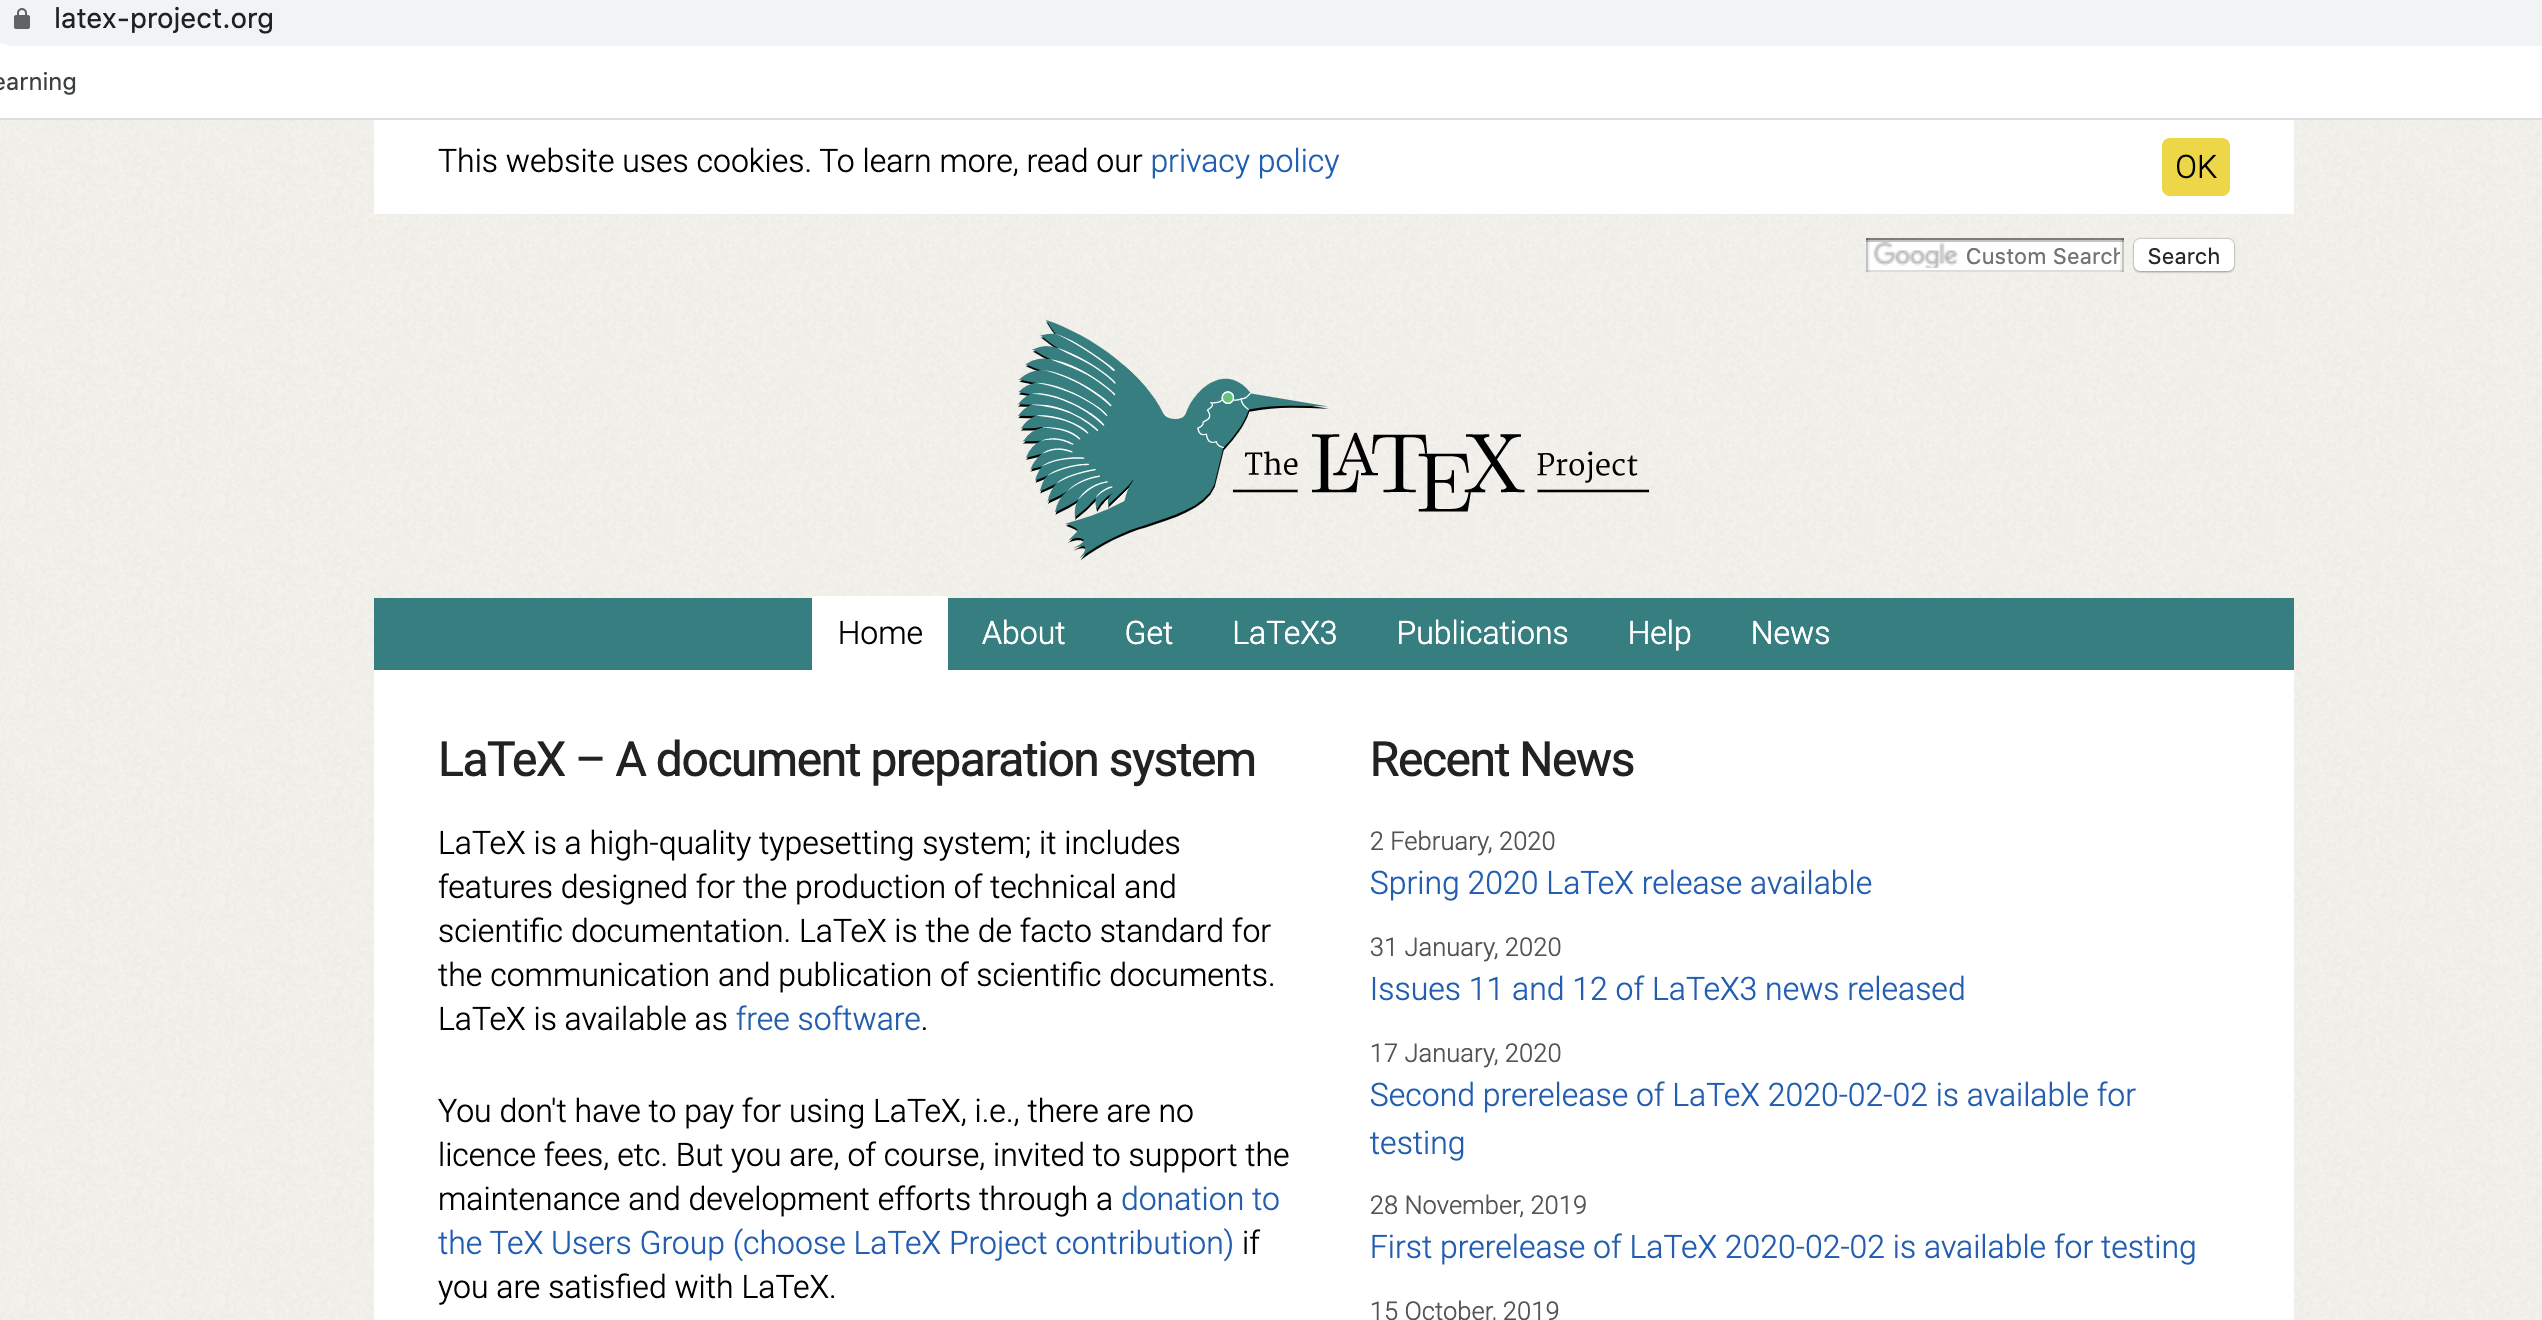 latex-project.org
earning
This website uses cookies. To learn more, read our privacy policy
OK
Google Custom Search
Search
The LATEX Project
Home About Get LaTeX3 Publications Help News
LaTeX – A document preparation system
LaTeX is a high-quality typesetting system; it includes
features designed for the production of technical and
scientific documentation. LaTeX is the de facto standard for
the communication and publication of scientific documents.
LaTeX is available as free software.
You don't have to pay for using LaTeX, i.e., there are no
licence fees, etc. But you are, of course, invited to support the
maintenance and development efforts through a donation to
the TeX Users Group (choose LaTeX Project contribution) if
you are satisfied with LaTeX.
Recent News
2 February, 2020
Spring 2020 LaTeX release available
31 January, 2020
Issues 11 and 12 of LaTeX3 news released
17 January, 2020
Second prerelease of LaTeX 2020-02-02 is available for
testing
28 November, 2019
First prerelease of LaTeX 2020-02-02 is available for testing
15 October, 2019